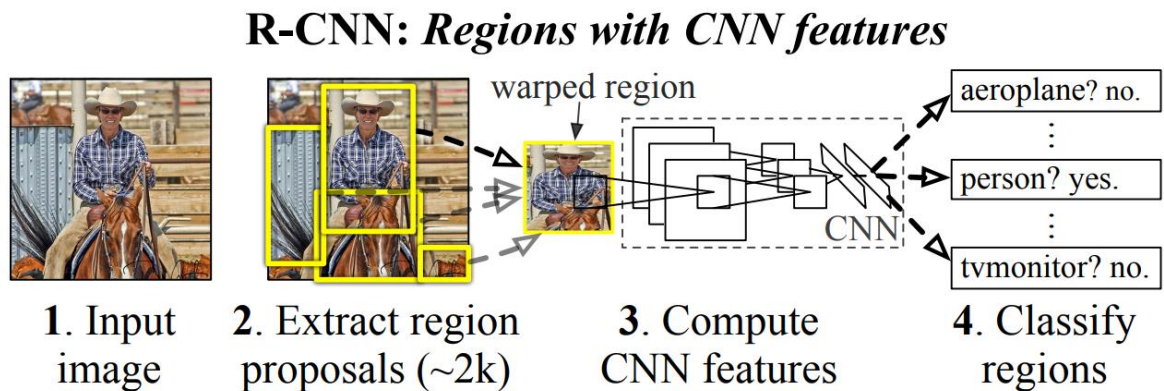 R-CNN: Regions with CNN features
warped region
aeroplane? no.
⋮
person? yes.
⋮
tvmonitor? no.
CNN
1. Input
image
2. Extract region
proposals (~2k)
3. Compute
CNN features
4. Classify
regions